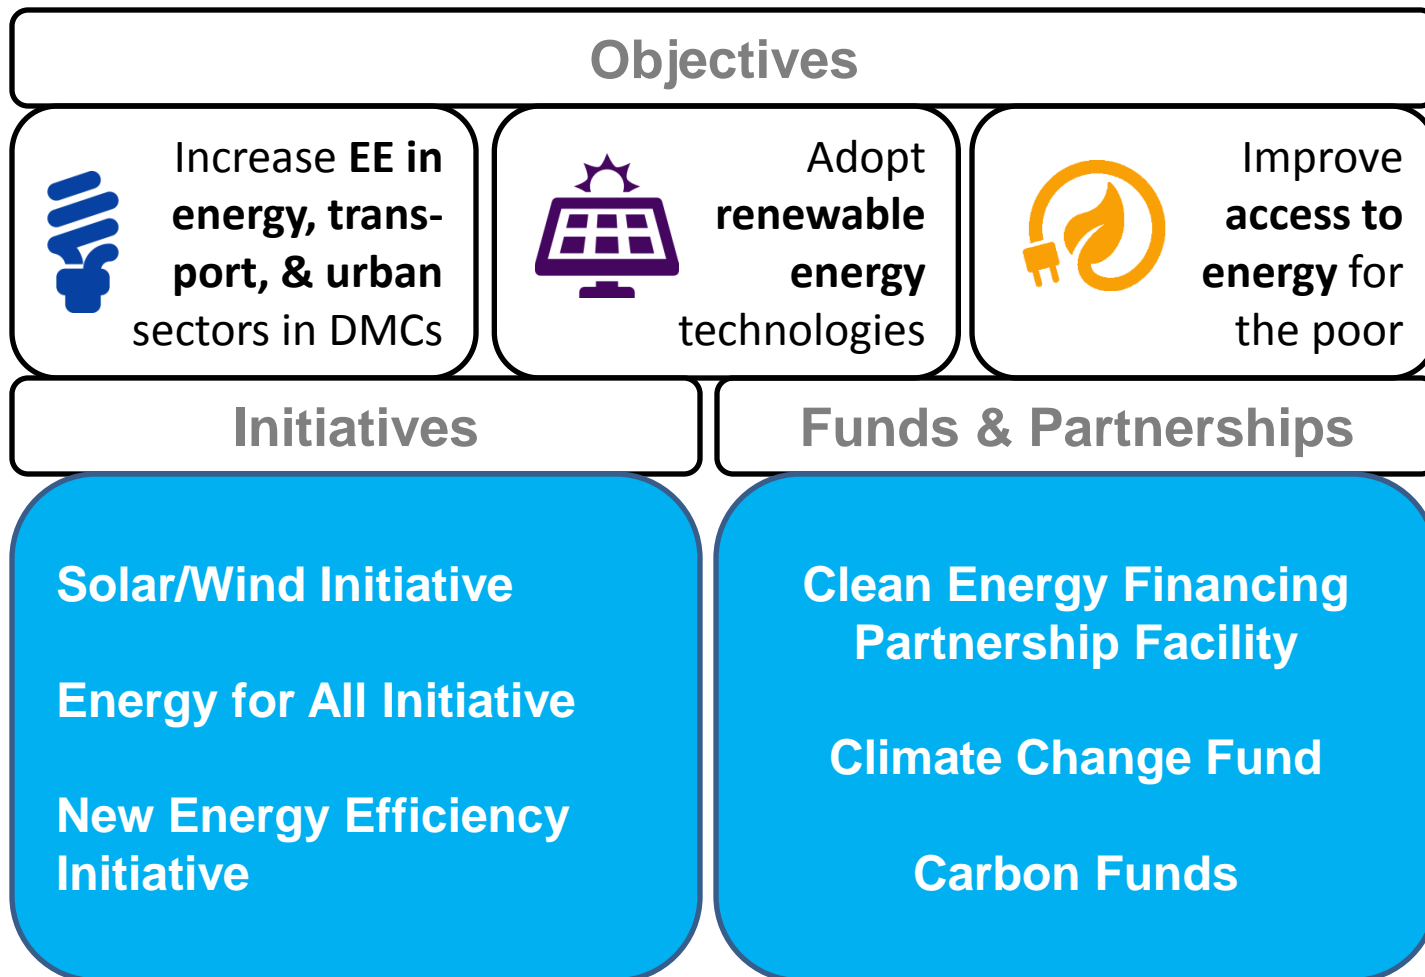 Objectives
Increase EE in
energy, trans-
port, & urban
sectors in DMCs
Adopt
renewable
energy
technologies
Improve
access to
energy for
the poor
Initiatives
Funds & Partnerships
Solar/Wind Initiative
Energy for All Initiative
New Energy Efficiency
Initiative
Clean Energy Financing
Partnership Facility
Climate Change Fund
Carbon Funds